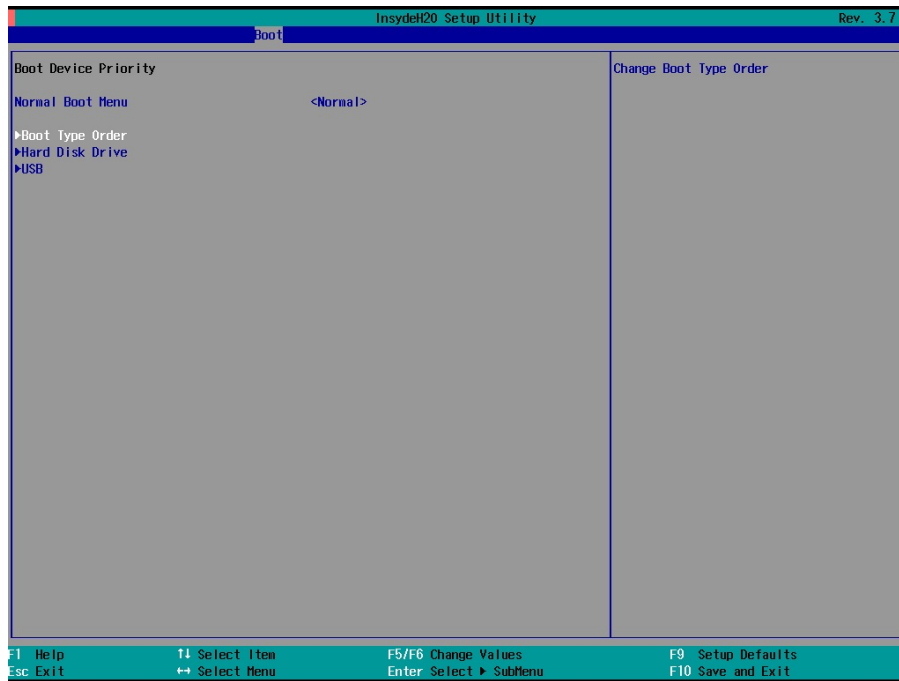 InsydeH20 Setup Utility Rev. 3.7
Boot
Boot Device Priority
Normal Boot Menu <Normal>
▶Boot Type Order
▶Hard Disk Drive
▶USB
Change Boot Type Order
F1 Help ↑↓ Select Item F5/F6 Change Values F9 Setup Defaults
Esc Exit ↔ Select Menu Enter Select ▶ SubMenu F10 Save and Exit